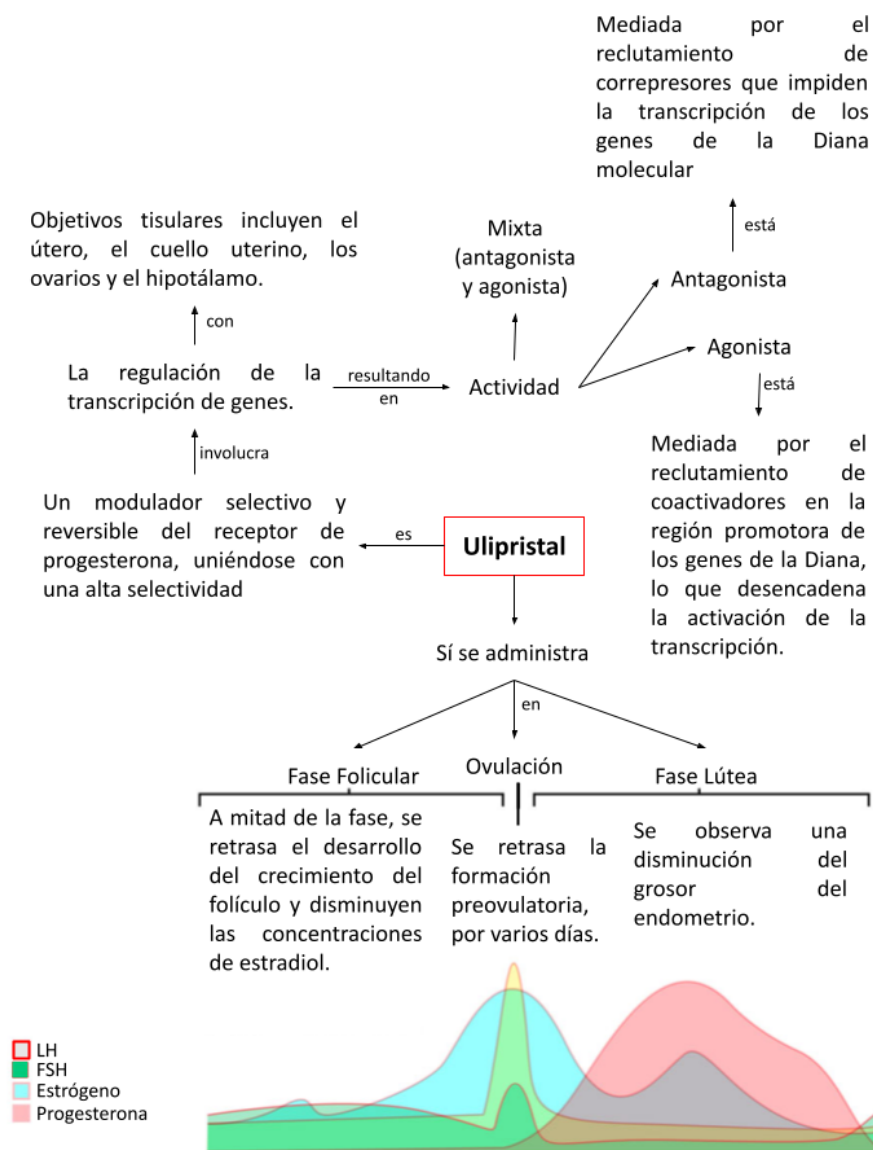 Mediada por el
reclutamiento de
correpresores que impiden
la transcripción de los
genes de la Diana
molecular
está
Antagonista
Mixta
(antagonista
y agonista)
Objetivos tisulares incluyen el
útero, el cuello uterino, los
ovarios y el hipotálamo.
con
La regulación de la
transcripción de genes.
resultando
en
Actividad
Agonista
está
Mediada por el
reclutamiento de
coactivadores en la
región promotora de
los genes de la Diana,
lo que desencadena
la activación de la
transcripción.
involucra
Un modulador selectivo y
reversible del receptor de
progesterona, uniéndose con
una alta selectividad
es
Ulipristal
Sí se administra
en
Fase Folicular
Ovulación
Fase Lútea
A mitad de la fase, se
retrasa el desarrollo
del crecimiento del
folículo y disminuyen
las concentraciones
de estradiol.
Se retrasa la
formación
preovulatoria,
por varios días.
Se observa una
disminución del
grosor del
endometrio.
LH
FSH
Estrógeno
Progesterona